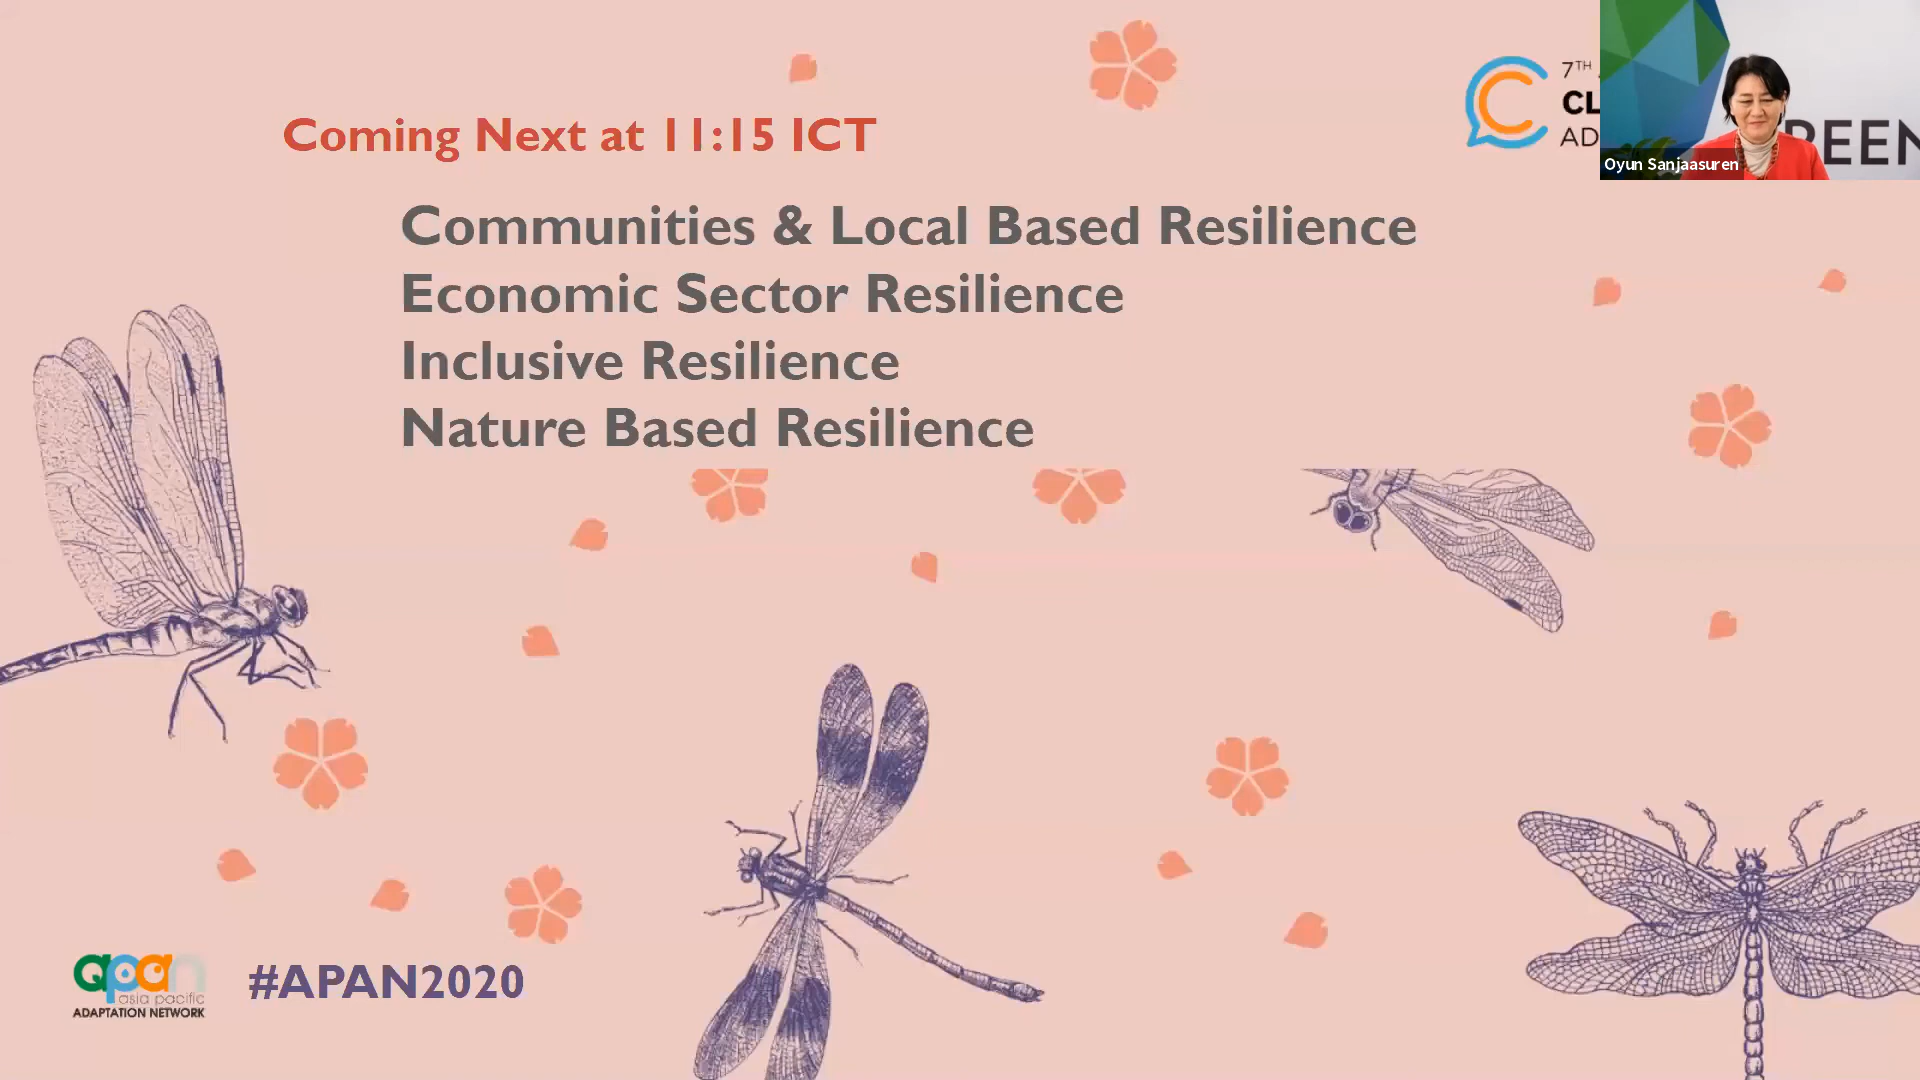 Coming Next at 11:15 ICT
7TH
CL
AD
REEN
Oyun Sanjaasuren
Communities & Local Based Resilience
Economic Sector Resilience
Inclusive Resilience
Nature Based Resilience
apan
asia pacific
ADAPTATION NETWORK
#APAN2020